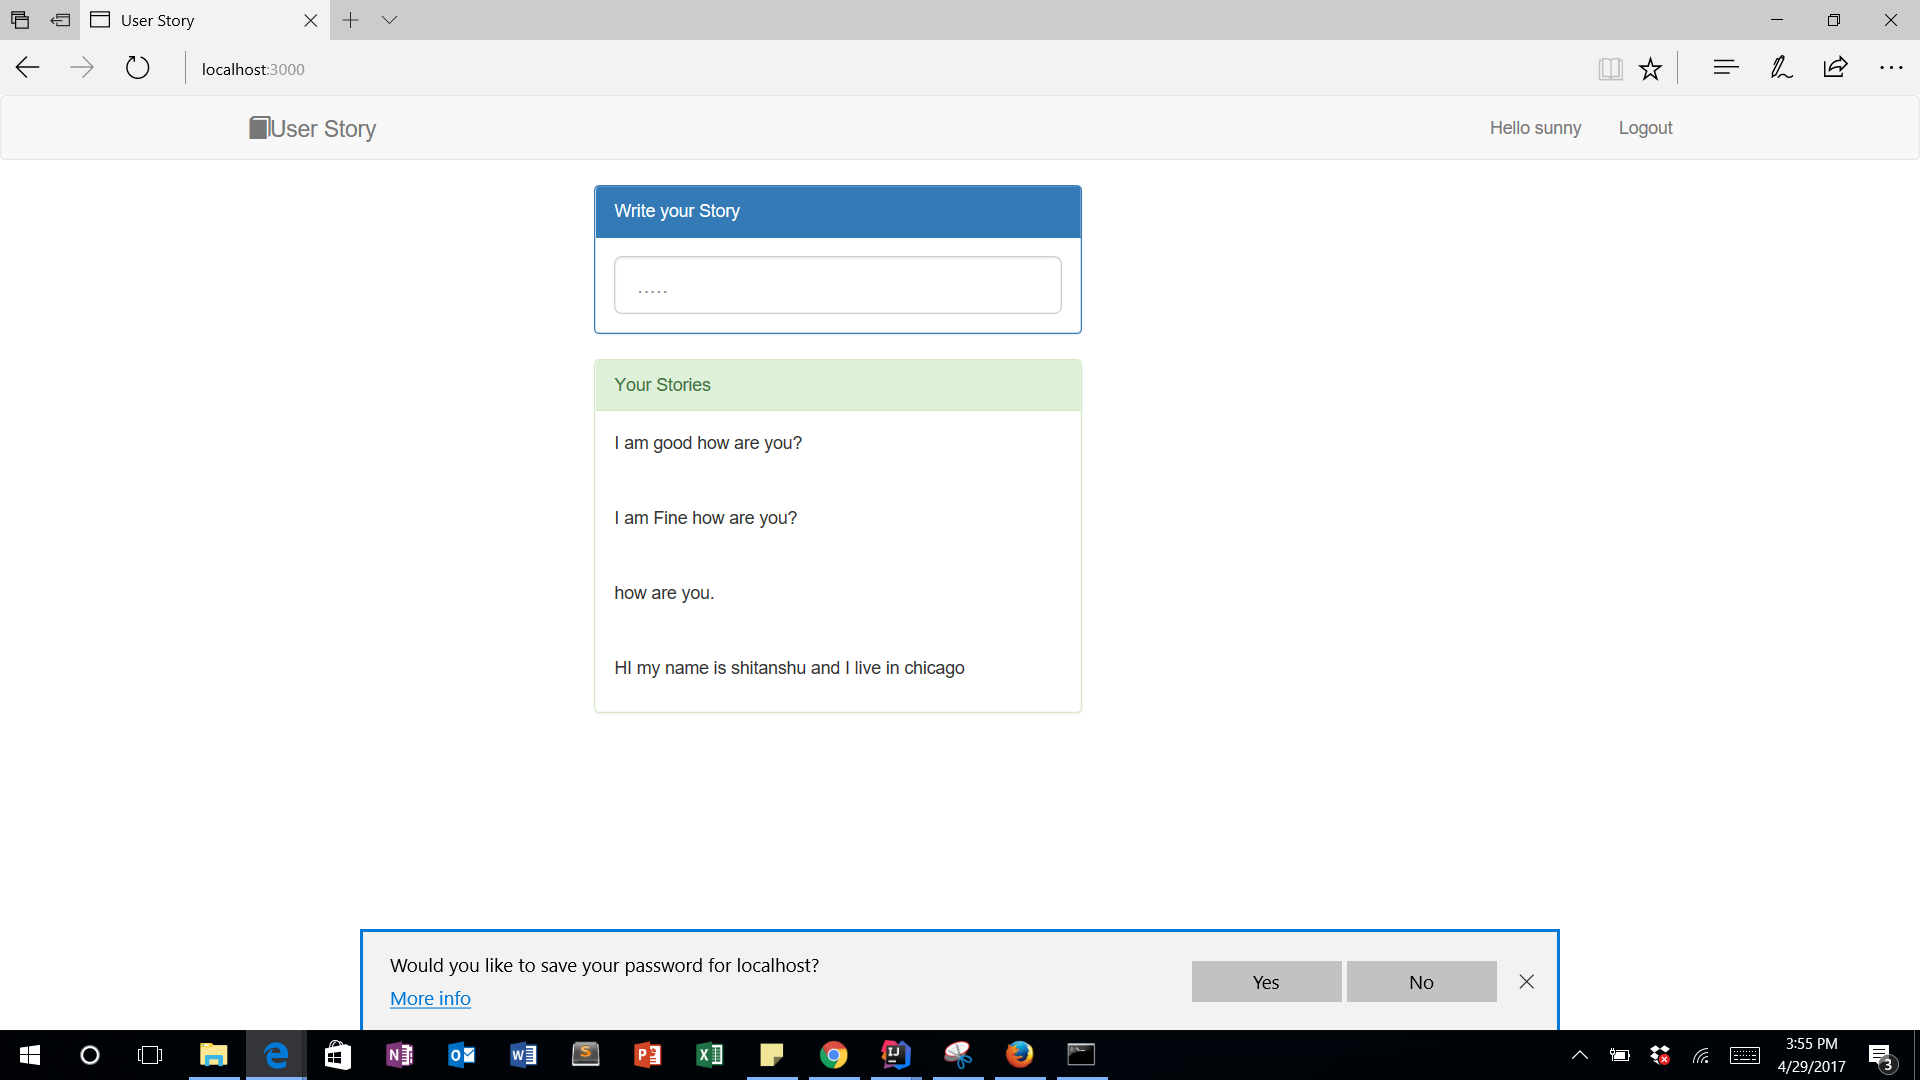 User Story
localhost:3000
User Story
Hello sunny
Logout
Write your Story
.....
Your Stories
I am good how are you?
I am Fine how are you?
how are you.
HI my name is shitanshu and I live in chicago
Would you like to save your password for localhost?
More info
Yes
No
3:55 PM
4/29/2017
3